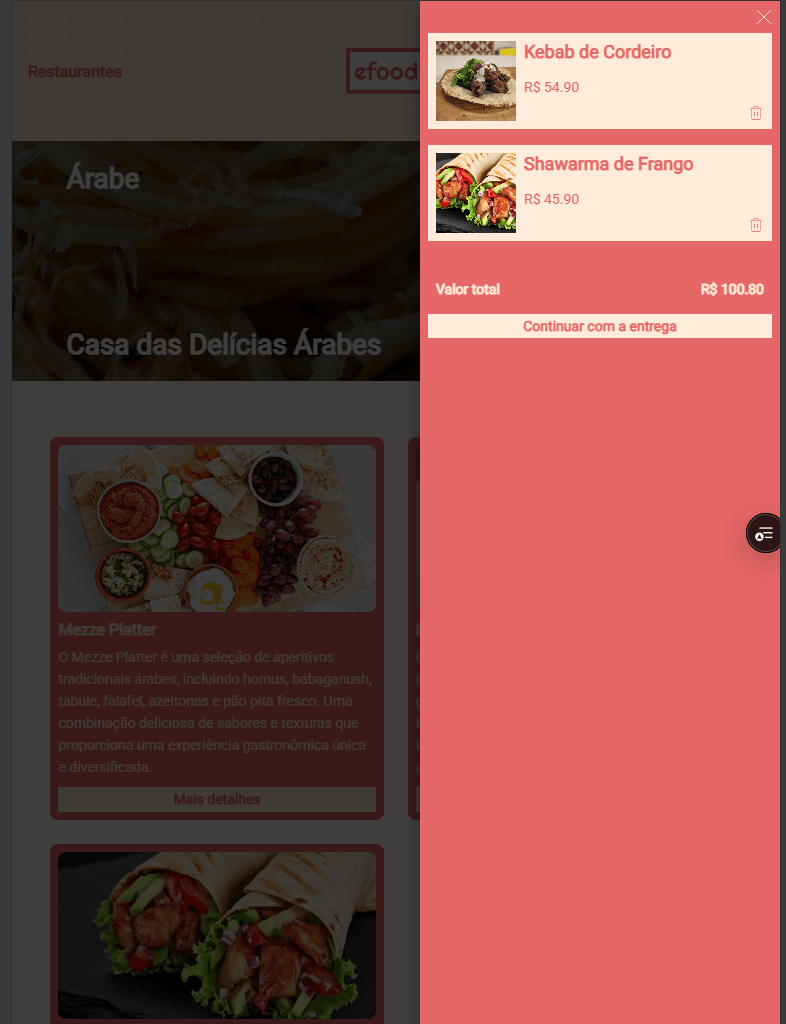 Restaurantes
efood
Árabe
Casa das Delícias Árabes
Mezze Platter
O Mezze Platter é uma seleção de aperitivos
tradicionais árabes, incluindo homus, babaganush,
tabule, falafel, azeitonas e pão pita fresco. Uma
combinação deliciosa de sabores e texturas que
proporciona uma experiência gastronômica única
e diversificada.
Mais detalhes
Kebab de Cordeiro
R$ 54.90
Shawarma de Frango
R$ 45.90
Valor total
R$ 100.80
Continuar com a entrega